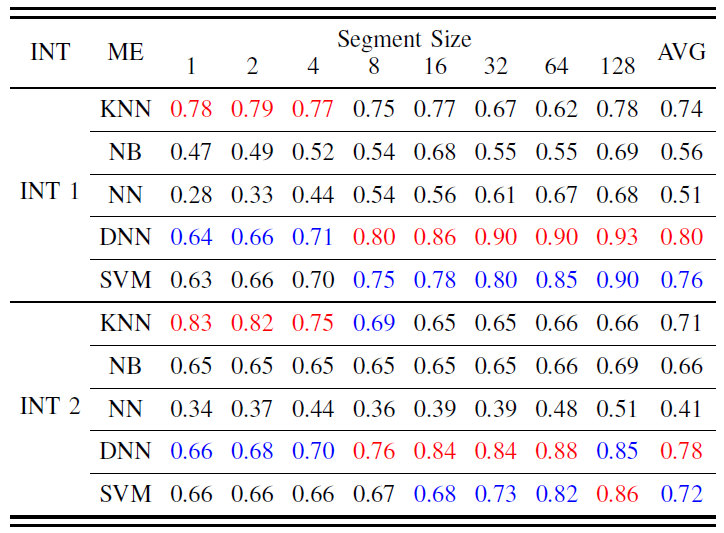 INT ME Segment Size AVG
1 2 4 8 16 32 64 128
INT 1
KNN 0.78 0.79 0.77 0.75 0.77 0.67 0.62 0.78 0.74
NB 0.47 0.49 0.52 0.54 0.68 0.55 0.55 0.69 0.56
NN 0.28 0.33 0.44 0.54 0.56 0.61 0.67 0.68 0.51
DNN 0.64 0.66 0.71 0.80 0.86 0.90 0.90 0.93 0.80
SVM 0.63 0.66 0.70 0.75 0.78 0.80 0.85 0.90 0.76
INT 2
KNN 0.83 0.82 0.75 0.69 0.65 0.65 0.66 0.66 0.71
NB 0.65 0.65 0.65 0.65 0.65 0.65 0.66 0.69 0.66
NN 0.34 0.37 0.44 0.36 0.39 0.39 0.48 0.51 0.41
DNN 0.66 0.68 0.70 0.76 0.84 0.84 0.88 0.85 0.78
SVM 0.66 0.66 0.66 0.67 0.68 0.73 0.82 0.86 0.72